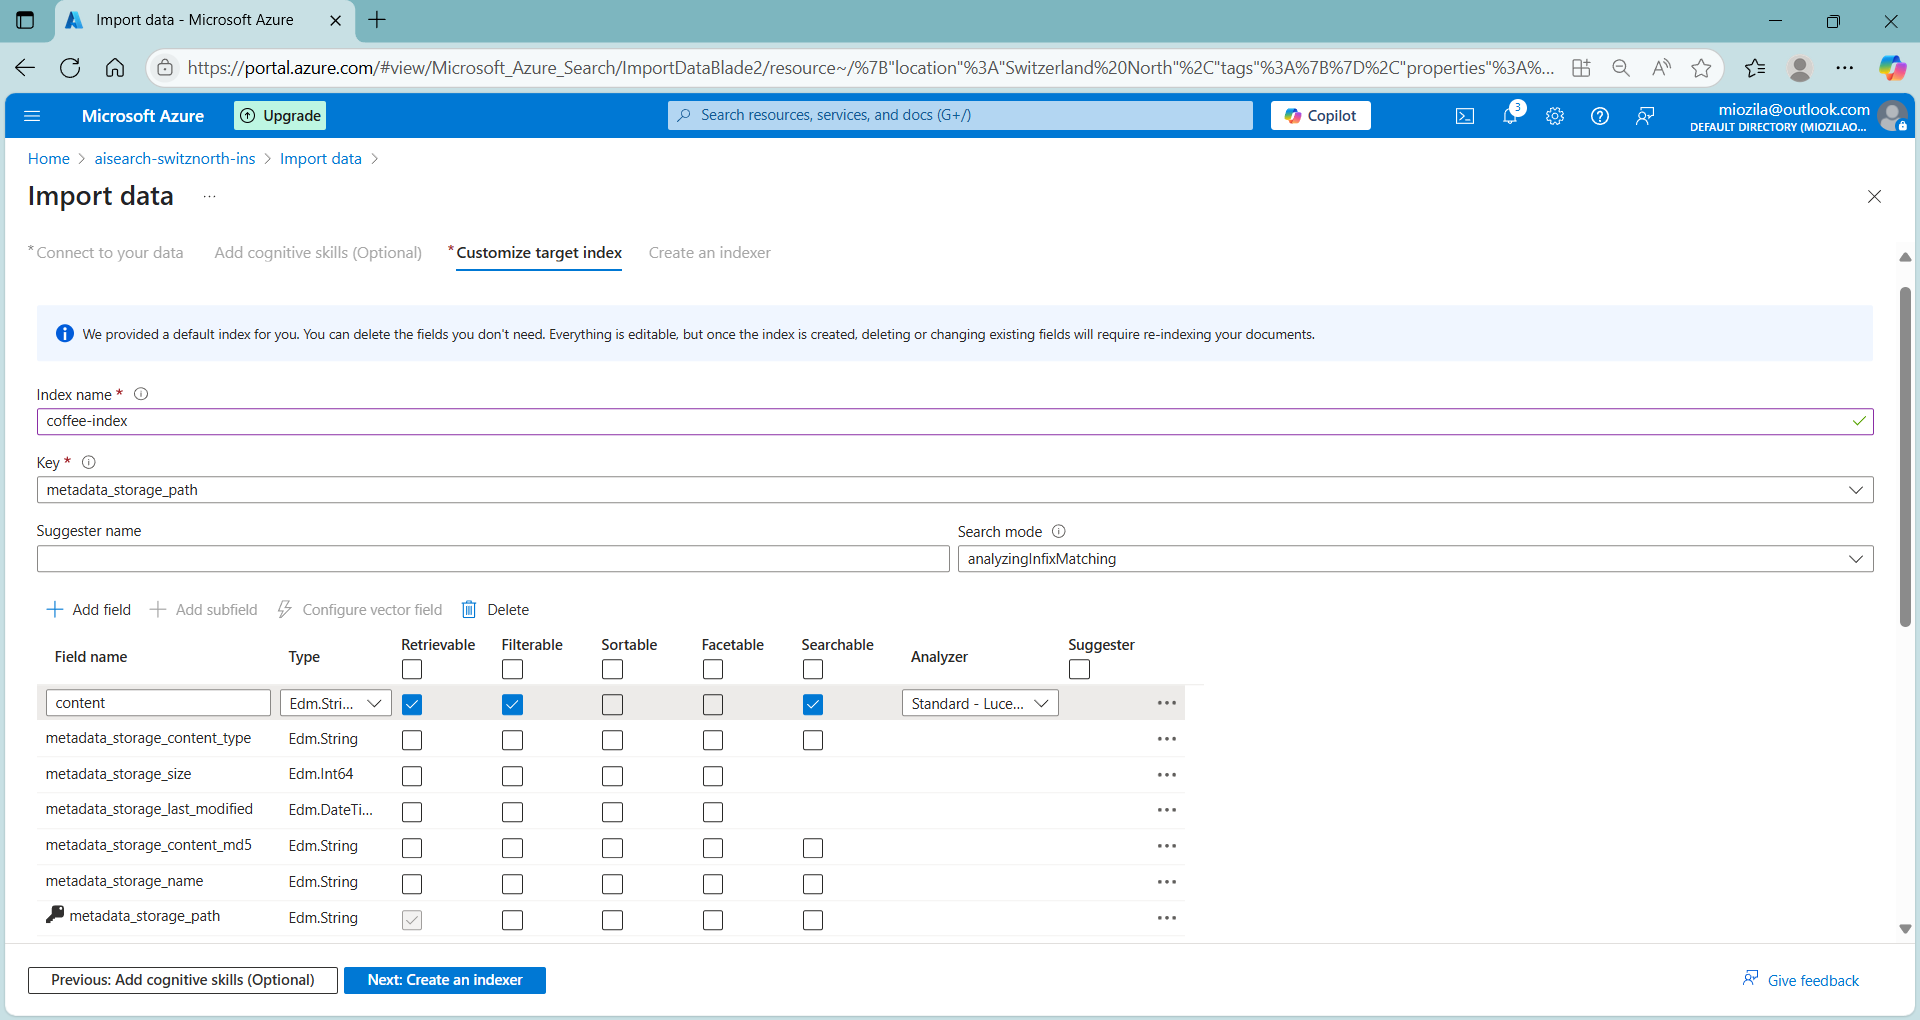 Import data - Microsoft Azure
https://portal.azure.com/#view/Microsoft_Azure_Search/ImportDataBlade2/resource~/%7B"location"%3A"Switzerland%20North"%2C"tags"%3A%7B%7D%2C"properties"%3A%...
Microsoft Azure
Upgrade
Search resources, services, and docs (G+/)
Copilot
3
miozila@outlook.com
DEFAULT DIRECTORY (MIOZILAO...
Home > aisearch-switznorth-ins > Import data >
Import data ...
* Connect to your data
Add cognitive skills (Optional)
* Customize target index
Create an indexer
We provided a default index for you. You can delete the fields you don't need. Everything is editable, but once the index is created, deleting or changing existing fields will require re-indexing your documents.
Index name *
coffee-index
Key *
metadata_storage_path
Suggester name
Search mode
analyzingInfixMatching
Add field
Add subfield
Configure vector field
Delete
Field name Type Retrievable Filterable Sortable Facetable Searchable Analyzer Suggester
content Edm.Stri... Standard - Luce...
metadata_storage_content_type Edm.String
metadata_storage_size Edm.Int64
metadata_storage_last_modified Edm.DateTi...
metadata_storage_content_md5 Edm.String
metadata_storage_name Edm.String
metadata_storage_path Edm.String
Previous: Add cognitive skills (Optional)
Next: Create an indexer
Give feedback